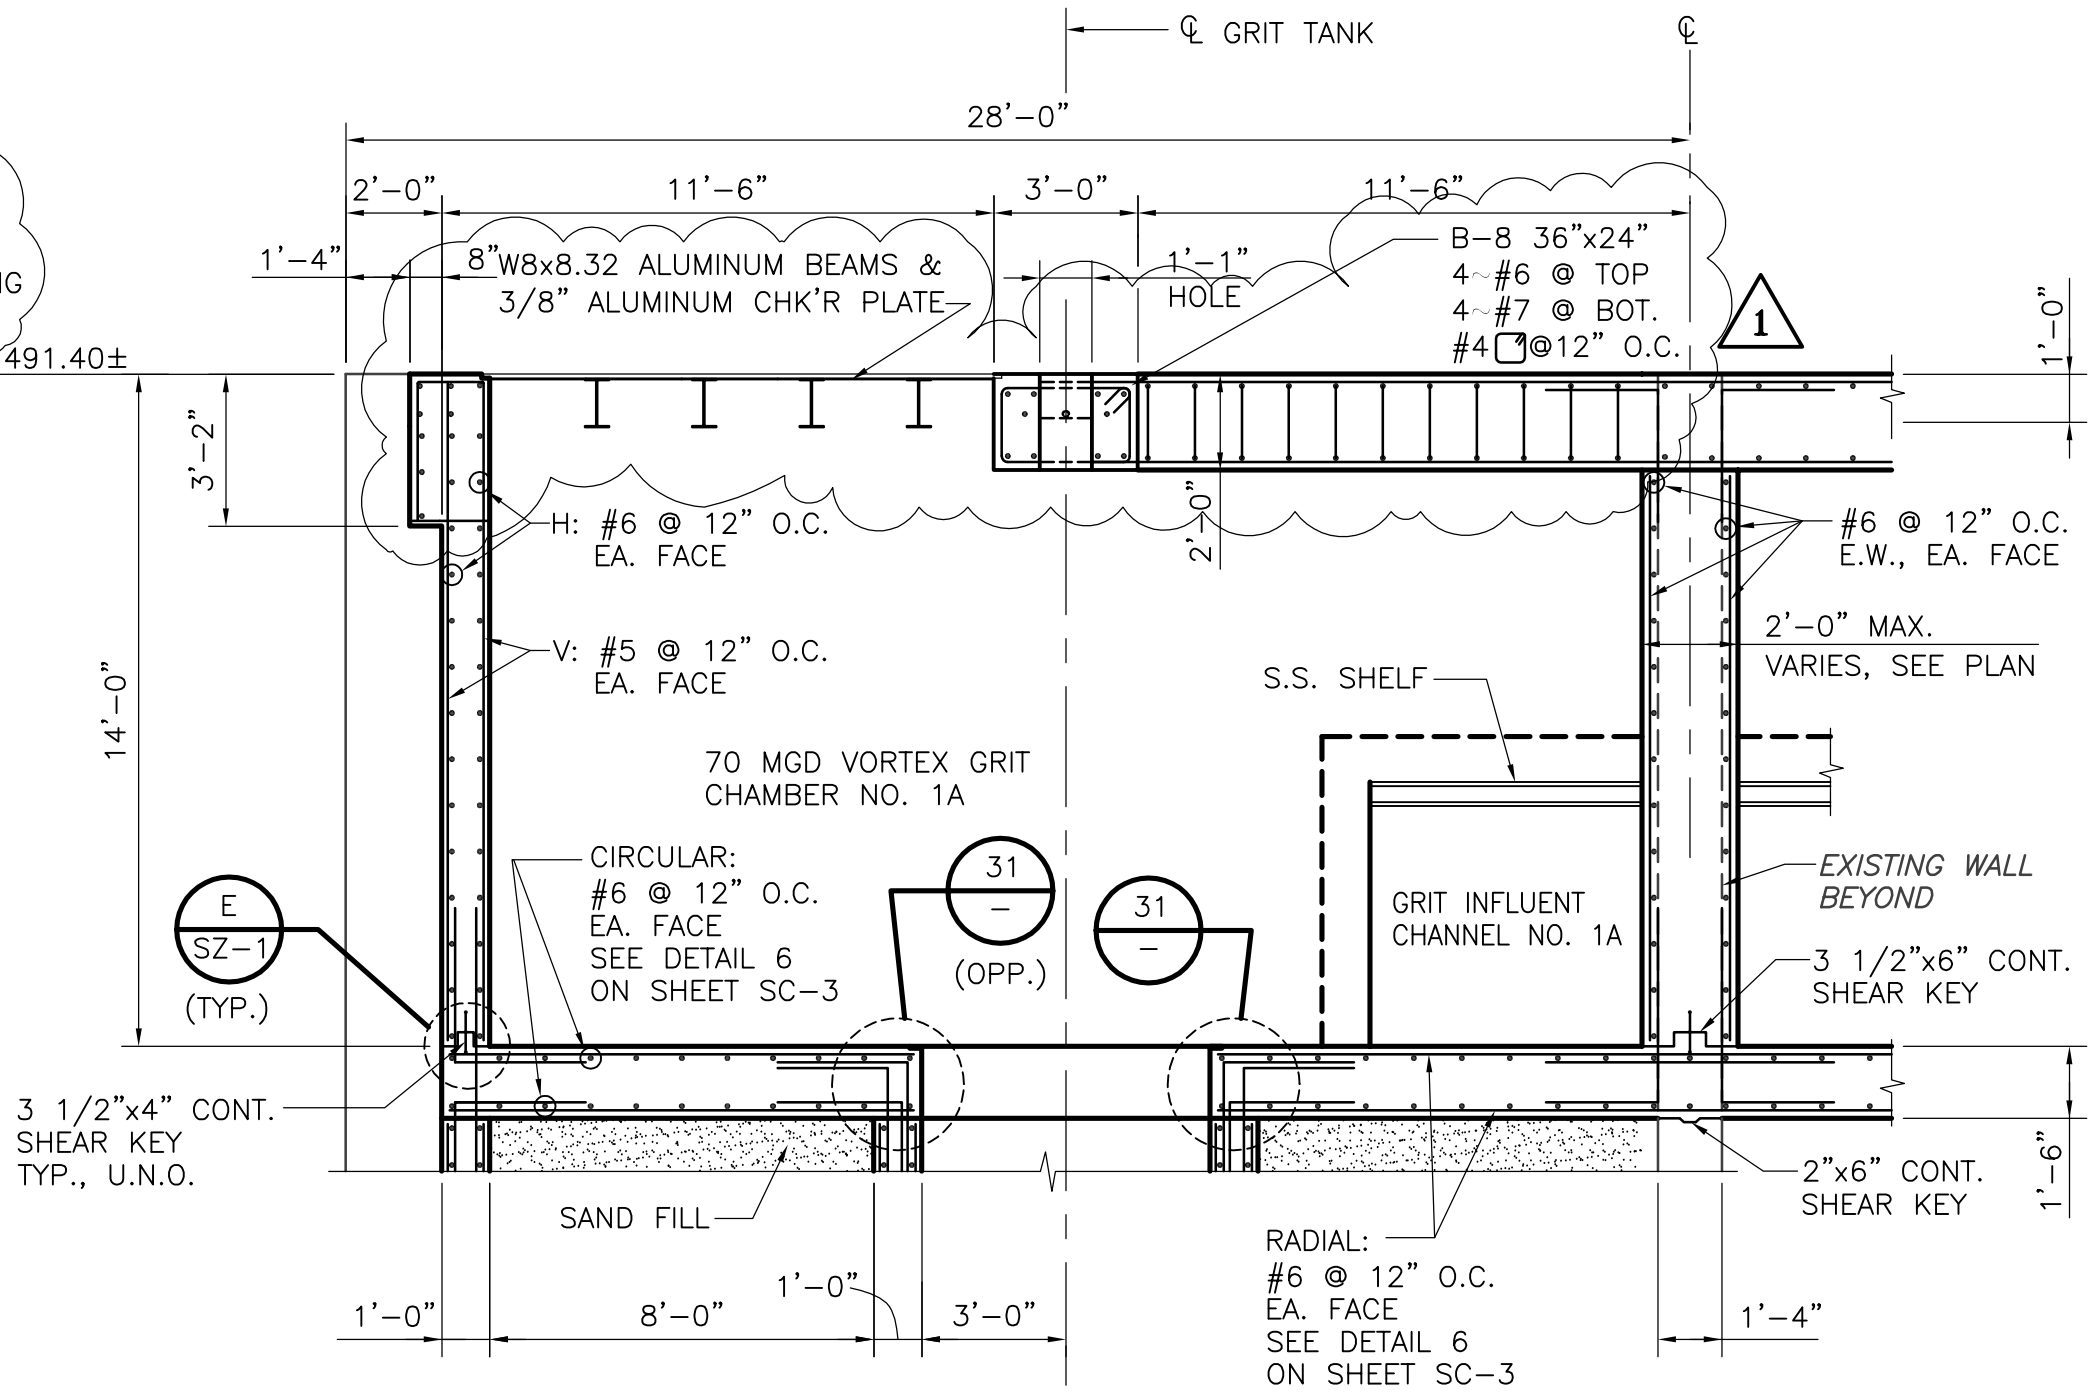 ℄ GRIT TANK
℄
28'-0"
2'-0"
11'-6"
3'-0"
11'-6"
1'-4"
8"
W8x8.32 ALUMINUM BEAMS &
3/8" ALUMINUM CHK'R PLATE
1'-1"
HOLE
B-8 36"x24"
4~#6 @ TOP
4~#7 @ BOT.
#4 @12" O.C.
1
1'-0"
NG
491.40±
3'-2"
2'-0"
H: #6 @ 12" O.C.
EA. FACE
#6 @ 12" O.C.
E.W., EA. FACE
V: #5 @ 12" O.C.
EA. FACE
2'-0" MAX.
VARIES, SEE PLAN
14'-0"
S.S. SHELF
70 MGD VORTEX GRIT
CHAMBER NO. 1A
CIRCULAR:
#6 @ 12" O.C.
EA. FACE
SEE DETAIL 6
ON SHEET SC-3
31
-
(OPP.)
31
-
GRIT INFLUENT
CHANNEL NO. 1A
EXISTING WALL
BEYOND
E
SZ-1
(TYP.)
3 1/2"x6" CONT.
SHEAR KEY
3 1/2"x4" CONT.
SHEAR KEY
TYP., U.N.O.
SAND FILL
2"x6" CONT.
SHEAR KEY
1'-6"
RADIAL:
#6 @ 12" O.C.
EA. FACE
SEE DETAIL 6
ON SHEET SC-3
1'-0"
8'-0"
1'-0"
3'-0"
1'-4"